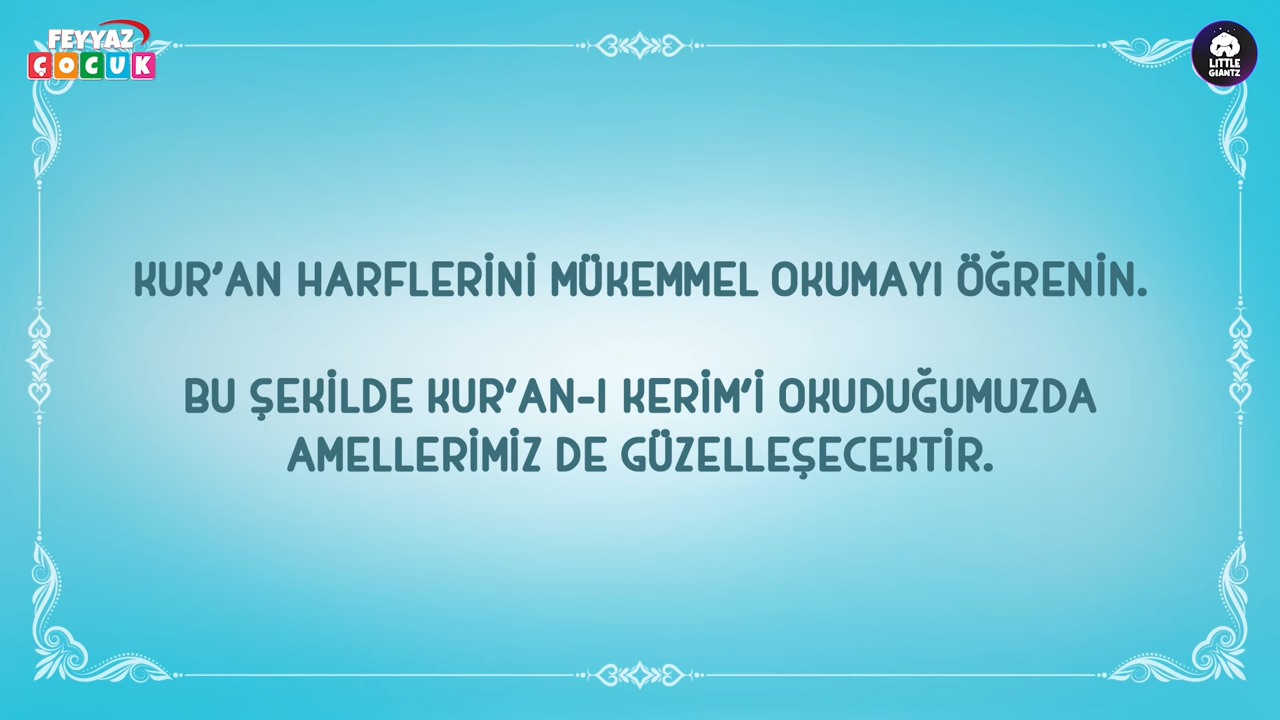 FEYYAZ
ÇOCUK
LITTLE
GIANTZ
KUR'AN HARFLERİNİ MÜKEMMEL OKUMAYI ÖĞRENİN.
BU ŞEKİLDE KUR'AN-I KERİM'İ OKUDUĞUMUZDA
AMELLERİMİZ DE GÜZELLEŞECEKTİR.